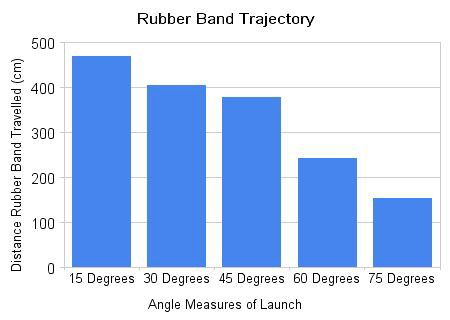 Rubber Band Trajectory
Distance Rubber Band Travelled (cm)
500
400
300
200
100
0
15 Degrees 30 Degrees 45 Degrees 60 Degrees 75 Degrees
Angle Measures of Launch